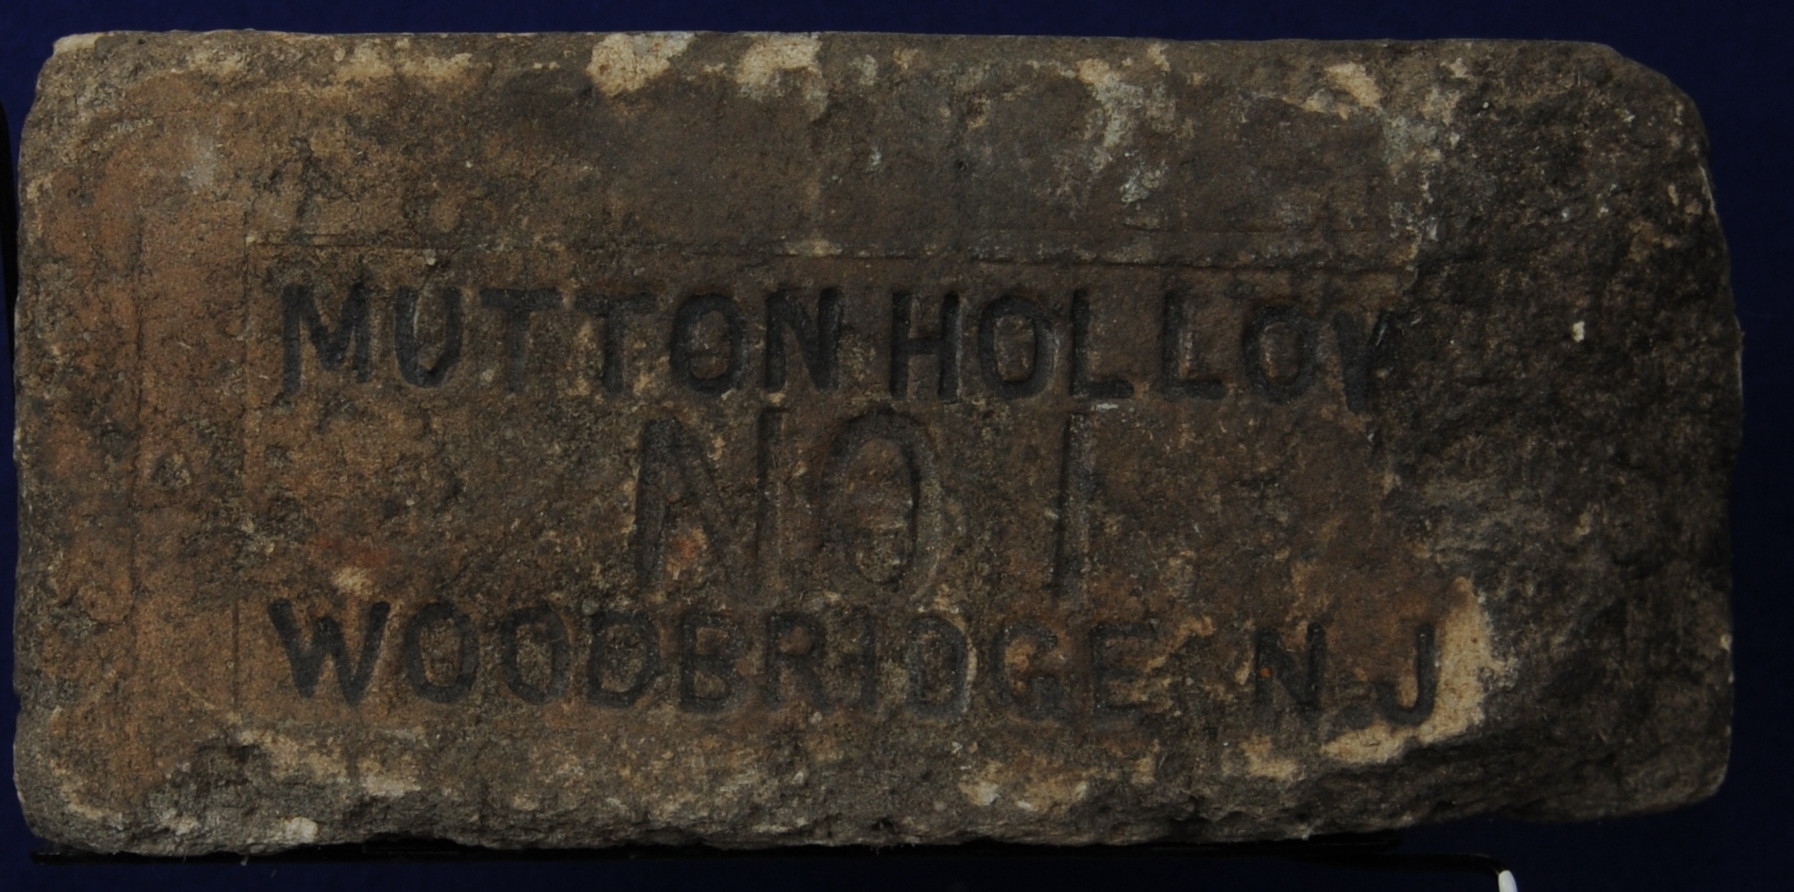 MUTTON HOLLOW
NO 1
WOODBRIDGE N.J